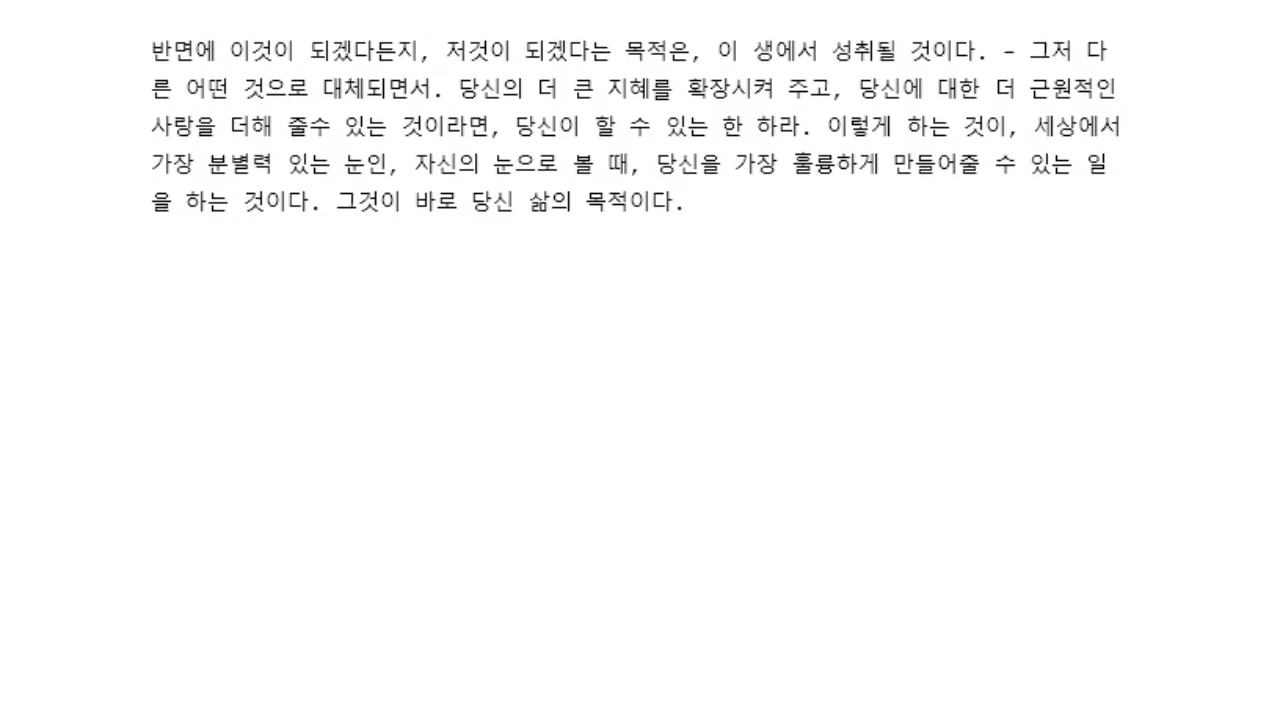 반면에 이것이 되겠다든지, 저것이 되겠다는 목적은, 이 생에서 성취될 것이다. - 그저 다
른 어떤 것으로 대체되면서. 당신의 더 큰 지혜를 확장시켜 주고, 당신에 대한 더 근원적인
사랑을 더해 줄수 있는 것이라면, 당신이 할 수 있는 한 하라. 이렇게 하는 것이, 세상에서
가장 분별력 있는 눈인, 자신의 눈으로 볼 때, 당신을 가장 훌륭하게 만들어줄 수 있는 일
을 하는 것이다. 그것이 바로 당신 삶의 목적이다.